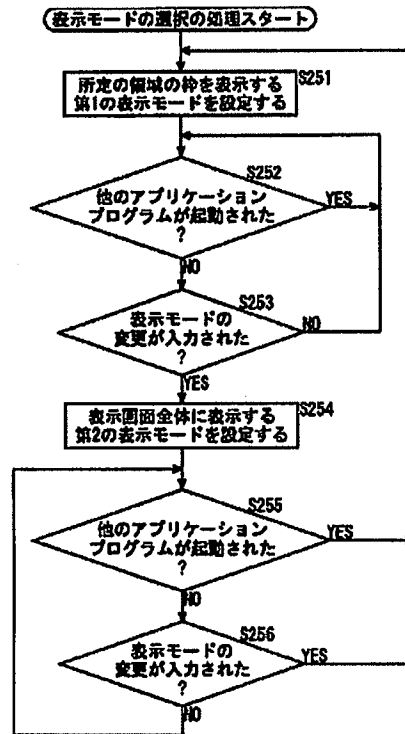 表示モードの選択の処理スタート
所定の領域の枠を表示する
第1の表示モードを設定する
S251
S252
他のアプリケーション
プログラムが起動された
?
YES
NO
S253
表示モードの
変更が入力された
?
NO
YES
表示画面全体に表示する
第2の表示モードを設定する
S254
S255
他のアプリケーション
プログラムが起動された
?
YES
NO
S256
表示モードの
変更が入力された
?
YES
NO